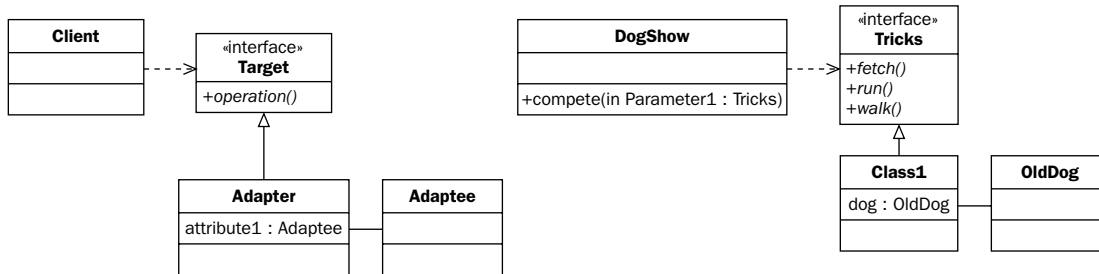 Client
«interface»
Target
+operation()
Adapter
attribute1 : Adaptee
Adaptee
DogShow
+compete(in Parameter1 : Tricks)
«interface»
Tricks
+fetch()
+run()
+walk()
Class1
dog : OldDog
OldDog